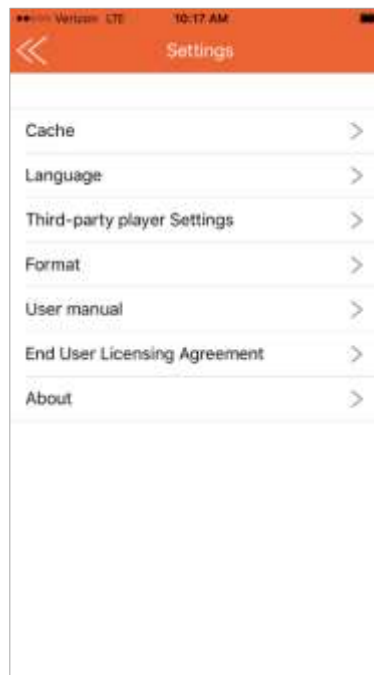 Verizon LTE 10:17 AM
Settings
Cache
Language
Third-party player Settings
Format
User manual
End User Licensing Agreement
About